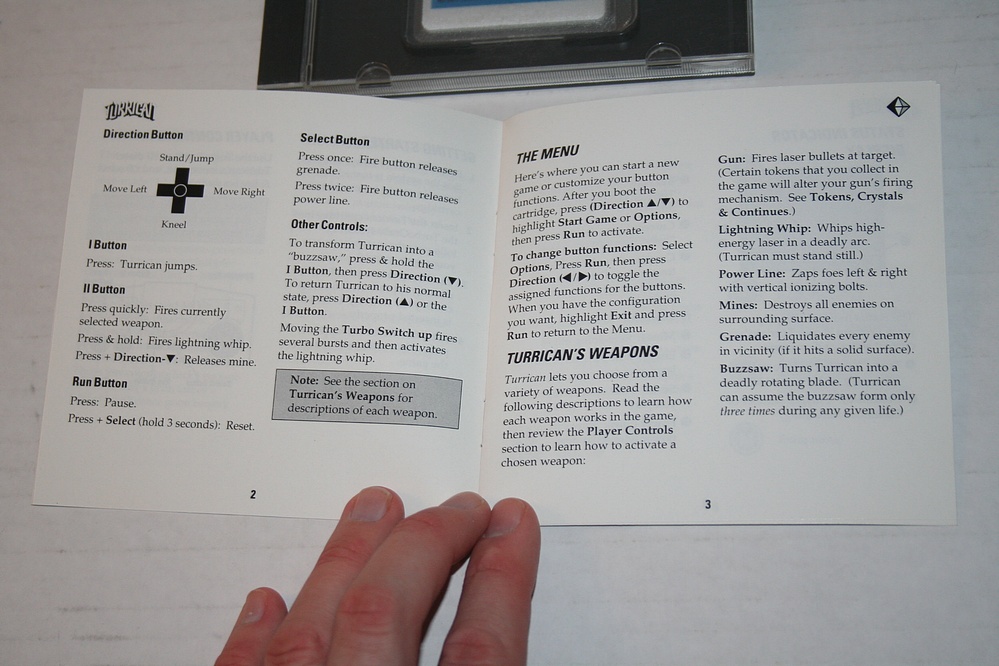 TURRICAN
Direction Button
Stand/Jump
Move Left
Move Right
Kneel
I Button
Press: Turrican jumps.
II Button
Press quickly: Fires currently
selected weapon.
Press & hold: Fires lightning whip.
Press + Direction-▼: Releases mine.
Run Button
Press: Pause.
Press + Select (hold 3 seconds): Reset.
Select Button
Press once: Fire button releases
grenade.
Press twice: Fire button releases
power line.
Other Controls:
To transform Turrican into a
"buzzsaw," press & hold the
I Button, then press Direction (▼).
To return Turrican to his normal
state, press Direction (▲) or the
I Button.
Moving the Turbo Switch up fires
several bursts and then activates
the lightning whip.
Note: See the section on
Turrican's Weapons for
descriptions of each weapon.
2
THE MENU
Here's where you can start a new
game or customize your button
functions. After you boot the
cartridge, press (Direction ▲/▼) to
highlight Start Game or Options,
then press Run to activate.
To change button functions: Select
Options, Press Run, then press
Direction (◀/▶) to toggle the
assigned functions for the buttons.
When you have the configuration
you want, highlight Exit and press
Run to return to the Menu.
TURRICAN'S WEAPONS
Turrican lets you choose from a
variety of weapons. Read the
following descriptions to learn how
each weapon works in the game,
then review the Player Controls
section to learn how to activate a
chosen weapon:
Gun: Fires laser bullets at target.
(Certain tokens that you collect in
the game will alter your gun's firing
mechanism. See Tokens, Crystals
& Continues.)
Lightning Whip: Whips high-
energy laser in a deadly arc.
(Turrican must stand still.)
Power Line: Zaps foes left & right
with vertical ionizing bolts.
Mines: Destroys all enemies on
surrounding surface.
Grenade: Liquidates every enemy
in vicinity (if it hits a solid surface).
Buzzsaw: Turns Turrican into a
deadly rotating blade. (Turrican
can assume the buzzsaw form only
three times during any given life.)
3